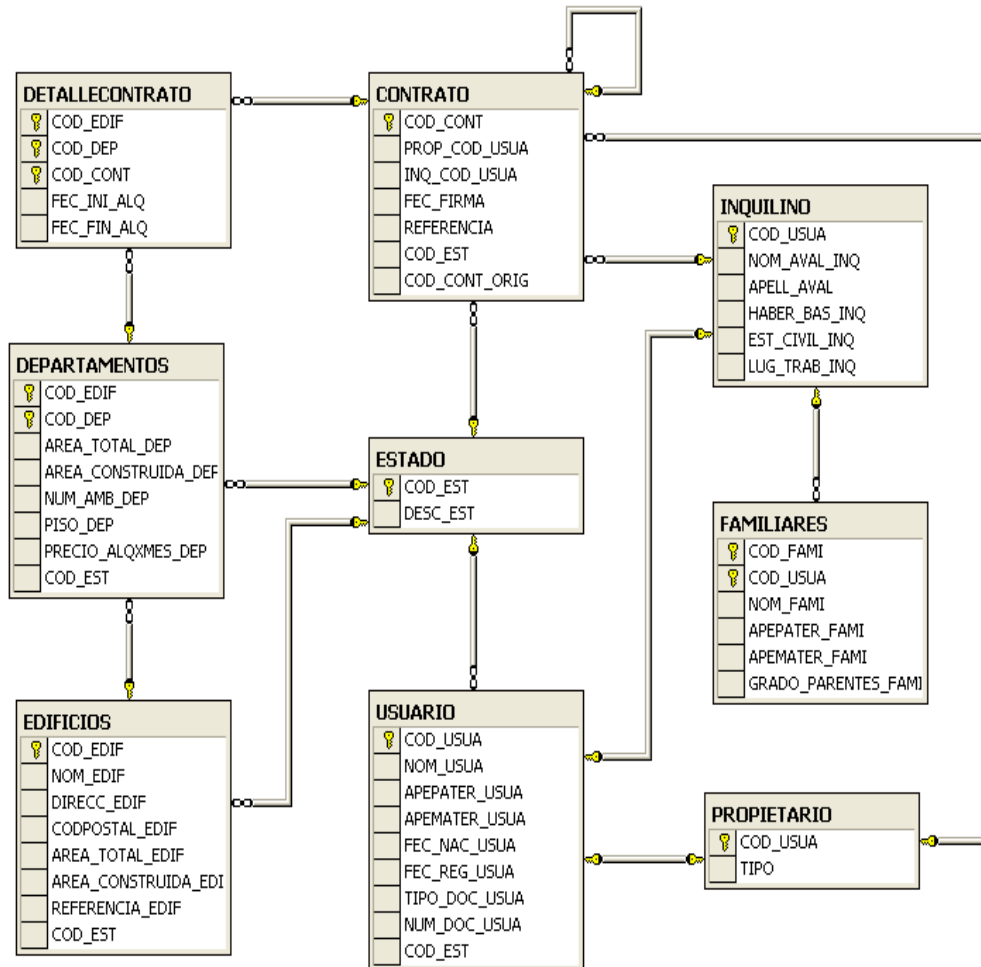 DETALLECONTRATO
COD_EDIF
COD_DEP
COD_CONT
FEC_INI_ALQ
FEC_FIN_ALQ
CONTRATO
COD_CONT
PROP_COD_USUA
INQ_COD_USUA
FEC_FIRMA
REFERENCIA
COD_EST
COD_CONT_ORIG
INQUILINO
COD_USUA
NOM_AVAL_INQ
APELL_AVAL
HABER_BAS_INQ
EST_CIVIL_INQ
LUG_TRAB_INQ
DEPARTAMENTOS
COD_EDIF
COD_DEP
AREA_TOTAL_DEP
AREA_CONSTRUIDA_DEF
NUM_AMB_DEP
PISO_DEP
PRECIO_ALQXMES_DEP
COD_EST
ESTADO
COD_EST
DESC_EST
FAMILIARES
COD_FAMI
COD_USUA
NOM_FAMI
APEPATER_FAMI
APEMATER_FAMI
GRADO_PARENTES_FAMI
EDIFICIOS
COD_EDIF
NOM_EDIF
DIRECC_EDIF
CODPOSTAL_EDIF
AREA_TOTAL_EDIF
AREA_CONSTRUIDA_EDI
REFERENCIA_EDIF
COD_EST
USUARIO
COD_USUA
NOM_USUA
APEPATER_USUA
APEMATER_USUA
FEC_NAC_USUA
FEC_REG_USUA
TIPO_DOC_USUA
NUM_DOC_USUA
COD_EST
PROPIETARIO
COD_USUA
TIPO